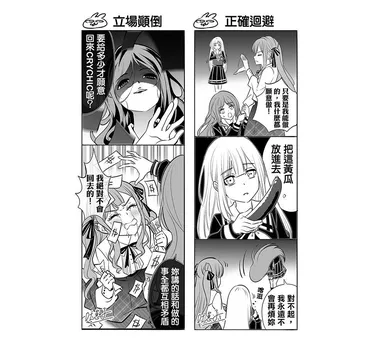 正確迴避
只要是我能做
的，我什麼都
願意做！
把這黃瓜
放進去
對不起，
我永遠不
會再煩妳
立場顛倒
要給多少才願意
回來CRYCHIC呢？
我絕對不會
回去的！
妳講的話和做的
事全都互相矛盾